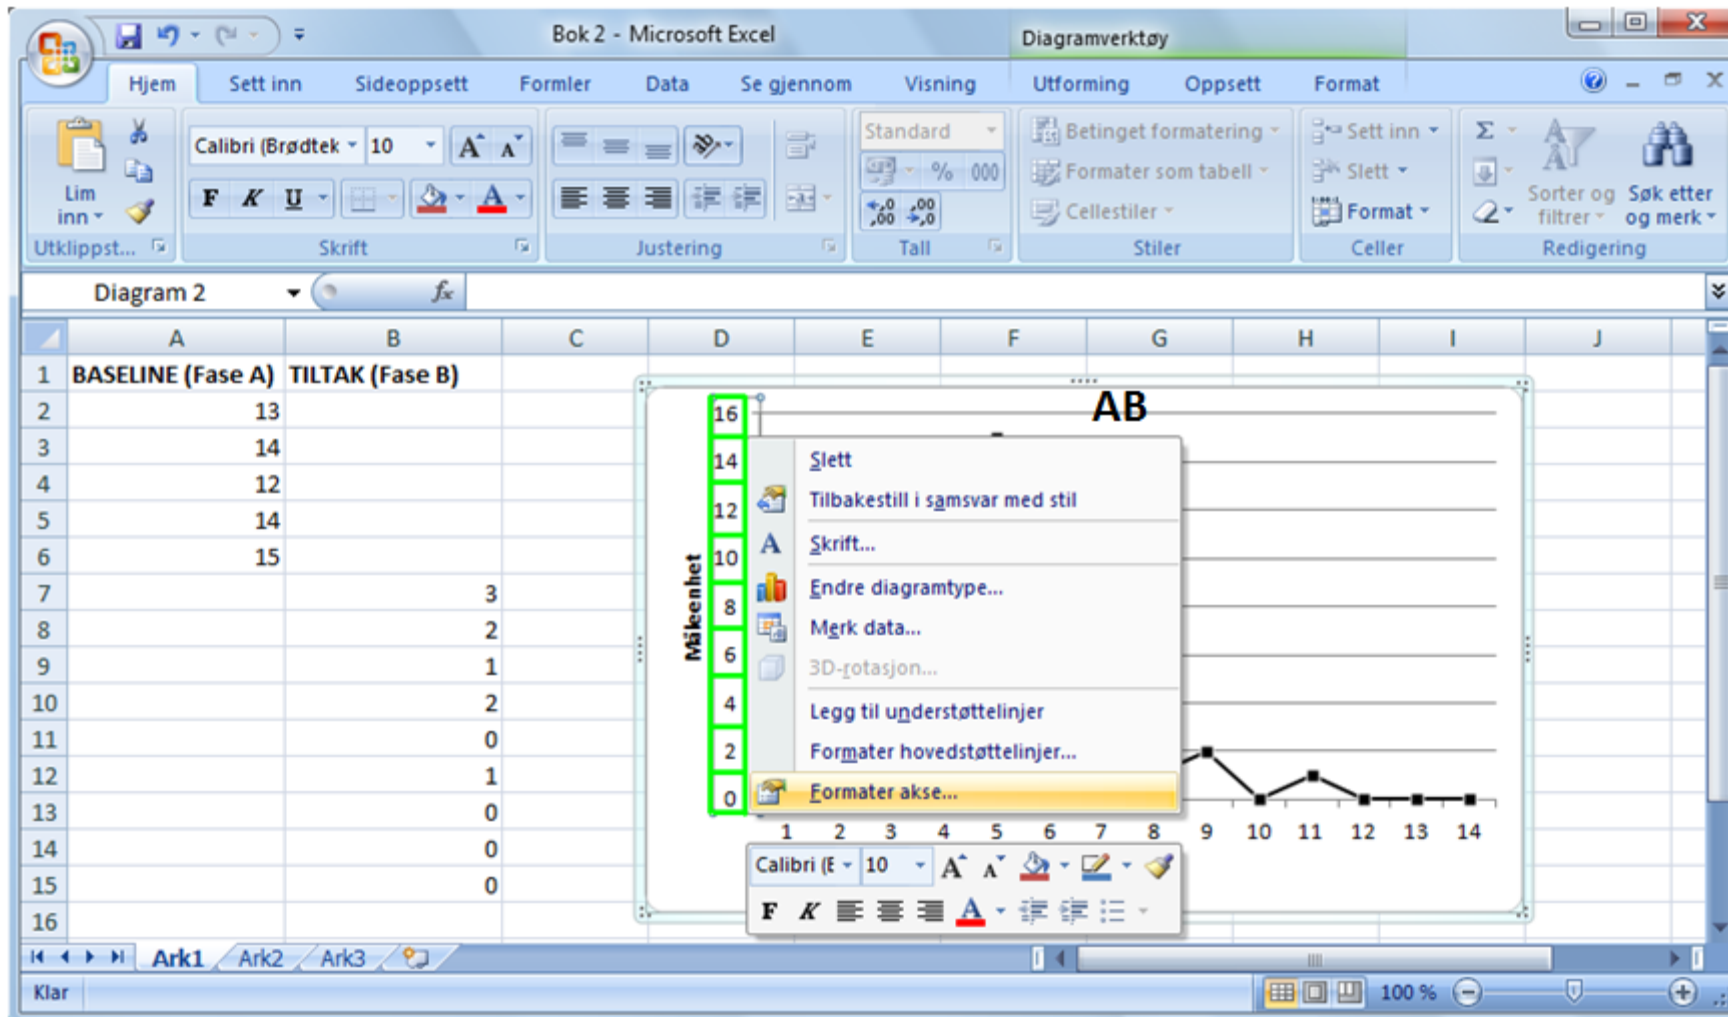 Bok 2 - Microsoft Excel Diagramverktøy
Hjem Sett inn Sideoppsett Formler Data Se gjennom Visning Utforming Oppsett Format
Lim inn
Utklippst...
Calibri (Brødtek 10 A A
F K U A
Skrift
Justering
Standard
% 000
,0 ,00
,00 ,0
Tall
Betinget formatering
Formater som tabell
Cellestiler
Stiler
Sett inn
Slett
Format
Celler
Σ
Sorter og filtrer
Søk etter og merk
Redigering
Diagram 2 fx
A B C D E F G H I J
1 BASELINE (Fase A) TILTAK (Fase B)
2 13
3 14
4 12
5 14
6 15
7 3
8 2
9 1
10 2
11 0
12 1
13 0
14 0
15 0
16
AB
Måleenhet
16
14
12
10
8
6
4
2
0
1 2 3 4 5 6 7 8 9 10 11 12 13 14
Slett
Tilbakestill i samsvar med stil
A Skrift...
Endre diagramtype...
Merk data...
3D-rotasjon...
Legg til understøttelinjer
Formater hovedstøttelinjer...
Formater akse...
Calibri (E 10 A A
F K A
Ark1 Ark2 Ark3
Klar 100 %